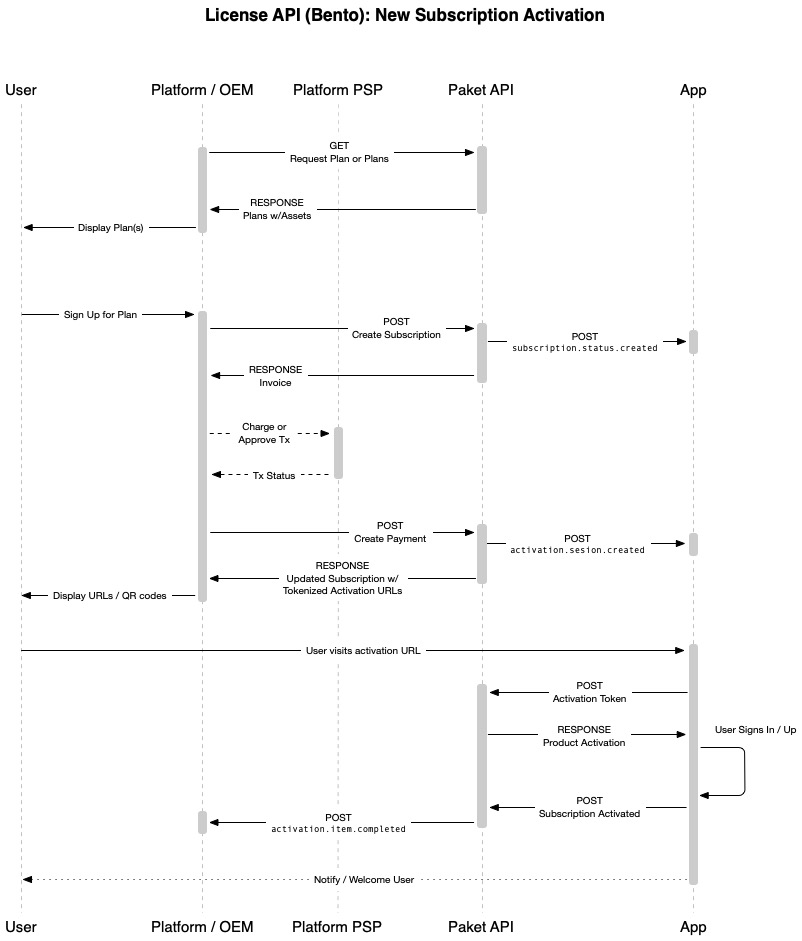 License API (Bento): New Subscription Activation
User
Platform / OEM
Platform PSP
Paket API
App
GET
Request Plan or Plans
RESPONSE
Plans w/Assets
Display Plan(s)
Sign Up for Plan
POST
Create Subscription
POST
subscription.status.created
RESPONSE
Invoice
Charge or
Approve Tx
Tx Status
POST
Create Payment
POST
activation.sesion.created
RESPONSE
Updated Subscription w/
Tokenized Activation URLs
Display URLs / QR codes
User visits activation URL
POST
Activation Token
RESPONSE
Product Activation
User Signs In / Up
POST
Subscription Activated
POST
activation.item.completed
Notify / Welcome User
User
Platform / OEM
Platform PSP
Paket API
App